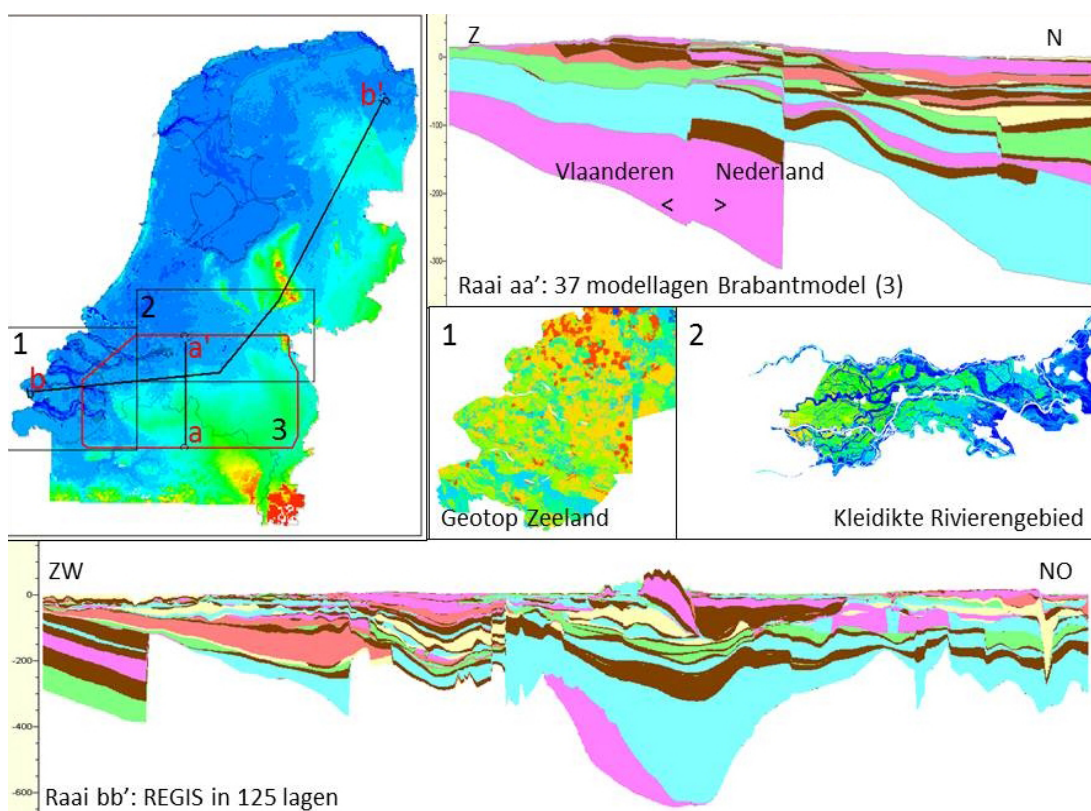 b'
2
1
a'
b
a
3
Z
N
0
-100
-200
-300
Vlaanderen
Nederland
<
>
Raai aa’: 37 modellagen Brabantmodel (3)
1
Geotop Zeeland
2
Kleidikte Rivierengebied
ZW
NO
0
-200
-400
-600
Raai bb’: REGIS in 125 lagen